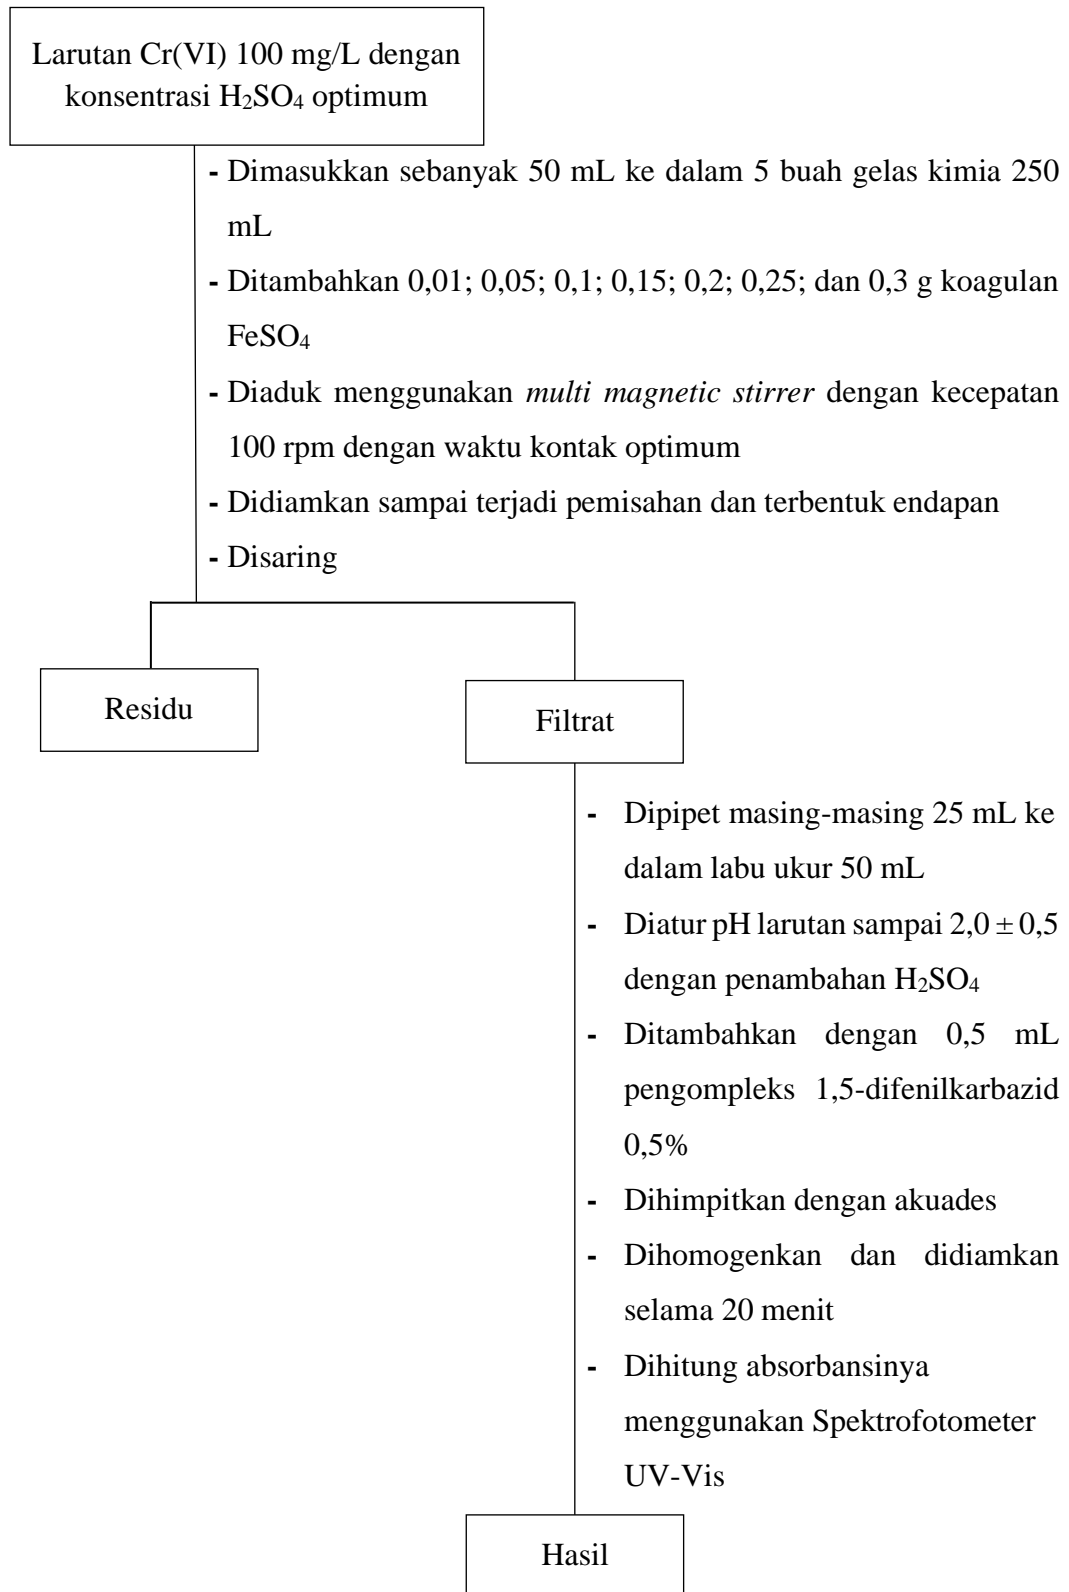 Larutan Cr(VI) 100 mg/L dengan
konsentrasi H₂SO₄ optimum
- Dimasukkan sebanyak 50 mL ke dalam 5 buah gelas kimia 250
mL
- Ditambahkan 0,01; 0,05; 0,1; 0,15; 0,2; 0,25; dan 0,3 g koagulan
FeSO₄
- Diaduk menggunakan multi magnetic stirrer dengan kecepatan
100 rpm dengan waktu kontak optimum
- Didiamkan sampai terjadi pemisahan dan terbentuk endapan
- Disaring
Residu
Filtrat
- Dipipet masing-masing 25 mL ke
dalam labu ukur 50 mL
- Diatur pH larutan sampai 2,0 ± 0,5
dengan penambahan H₂SO₄
- Ditambahkan dengan 0,5 mL
pengompleks 1,5-difenilkarbazid
0,5%
- Dihimpitkan dengan akuades
- Dihomogenkan dan didiamkan
selama 20 menit
- Dihitung absorbansinya
menggunakan Spektrofotometer
UV-Vis
Hasil